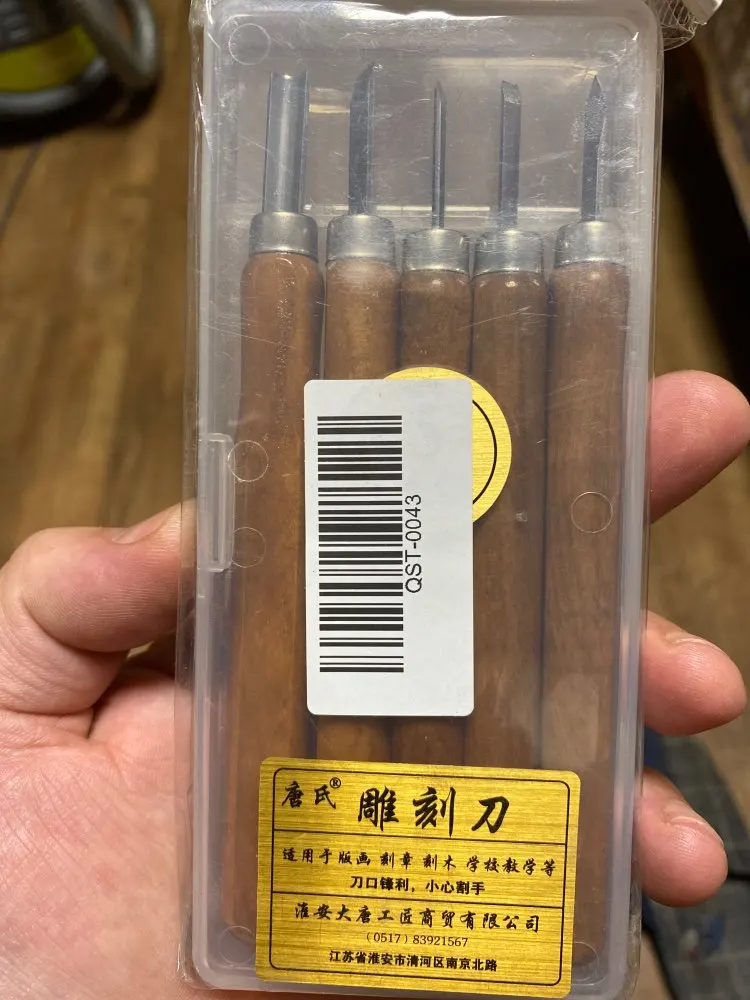 QST-0043
唐氏® 雕刻刀
适用于版画 刻章 刻木 学校教学等
刀口锋利，小心割手
淮安大唐工匠商贸有限公司
（0517）83921567
江苏省淮安市清河区南京北路